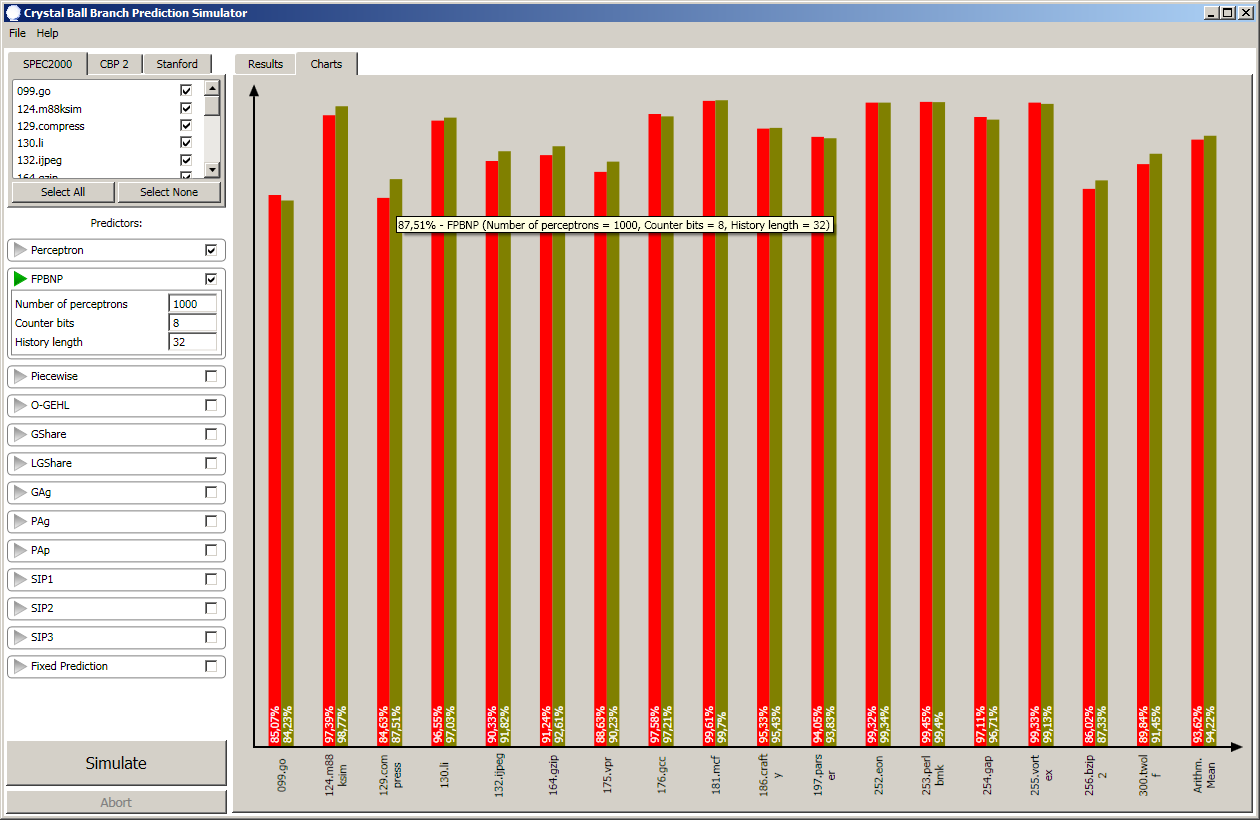 Crystal Ball Branch Prediction Simulator
File Help
SPEC2000 CBP 2 Stanford
099.go
124.m88ksim
129.compress
130.li
132.ijpeg
164.gzip
Select All Select None
Predictors:
Perceptron
FPBNP
Number of perceptrons 1000
Counter bits 8
History length 32
Piecewise
O-GEHL
GShare
LGShare
GAg
PAg
PAp
SIP1
SIP2
SIP3
Fixed Prediction
Simulate
Abort
Results Charts
87,51% - FPBNP (Number of perceptrons = 1000, Counter bits = 8, History length = 32)
85,07% 84,23%
97,39% 98,77%
84,63% 87,51%
96,55% 97,03%
90,33% 91,82%
91,24% 92,61%
88,63% 90,23%
97,58% 97,21%
99,61% 99,7%
95,33% 95,43%
94,05% 93,83%
99,32% 99,34%
99,45% 99,4%
97,11% 96,71%
99,33% 99,13%
86,02% 87,33%
89,84% 91,45%
93,62% 94,22%
099.go
124.m88
ksim
129.com
press
130.li
132.ijpeg
164.gzip
175.vpr
176.gcc
181.mcf
186.craft
y
197.pars
er
252.eon
253.perl
bmk
254.gap
255.vort
ex
256.bzip
2
300.twol
f
Arithm.
Mean